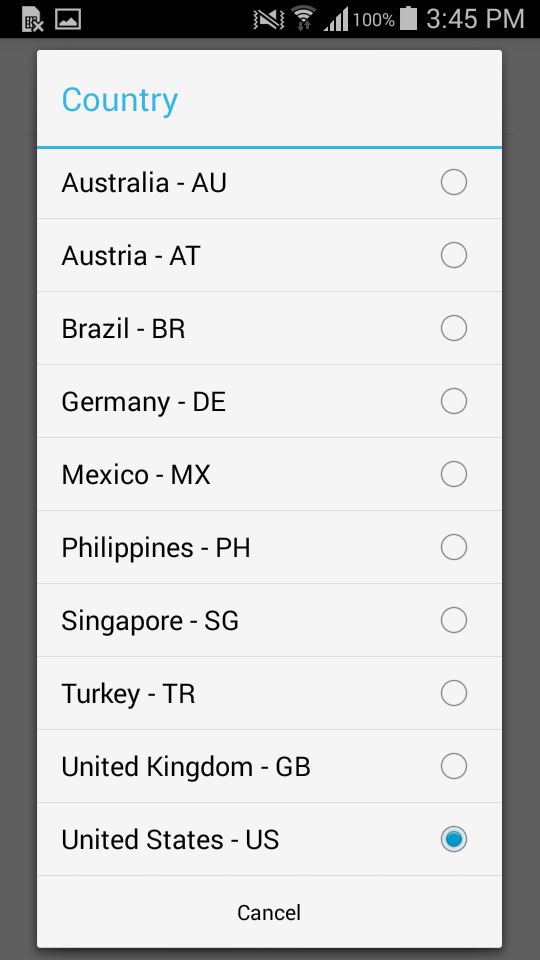 100% 3:45 PM
Country
Australia - AU
Austria - AT
Brazil - BR
Germany - DE
Mexico - MX
Philippines - PH
Singapore - SG
Turkey - TR
United Kingdom - GB
United States - US
Cancel